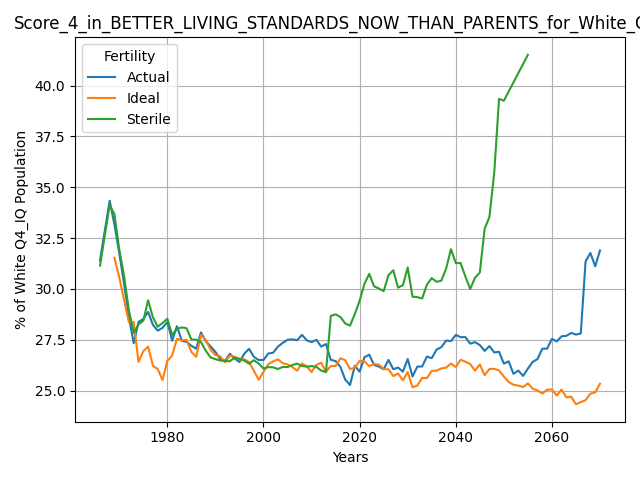 Score_4_in_BETTER_LIVING_STANDARDS_NOW_THAN_PARENTS_for_White_
Fertility
Actual
Ideal
Sterile
40.0
37.5
35.0
32.5
30.0
27.5
25.0
% of White Q4_IQ Population
1980
2000
2020
2040
2060
Years